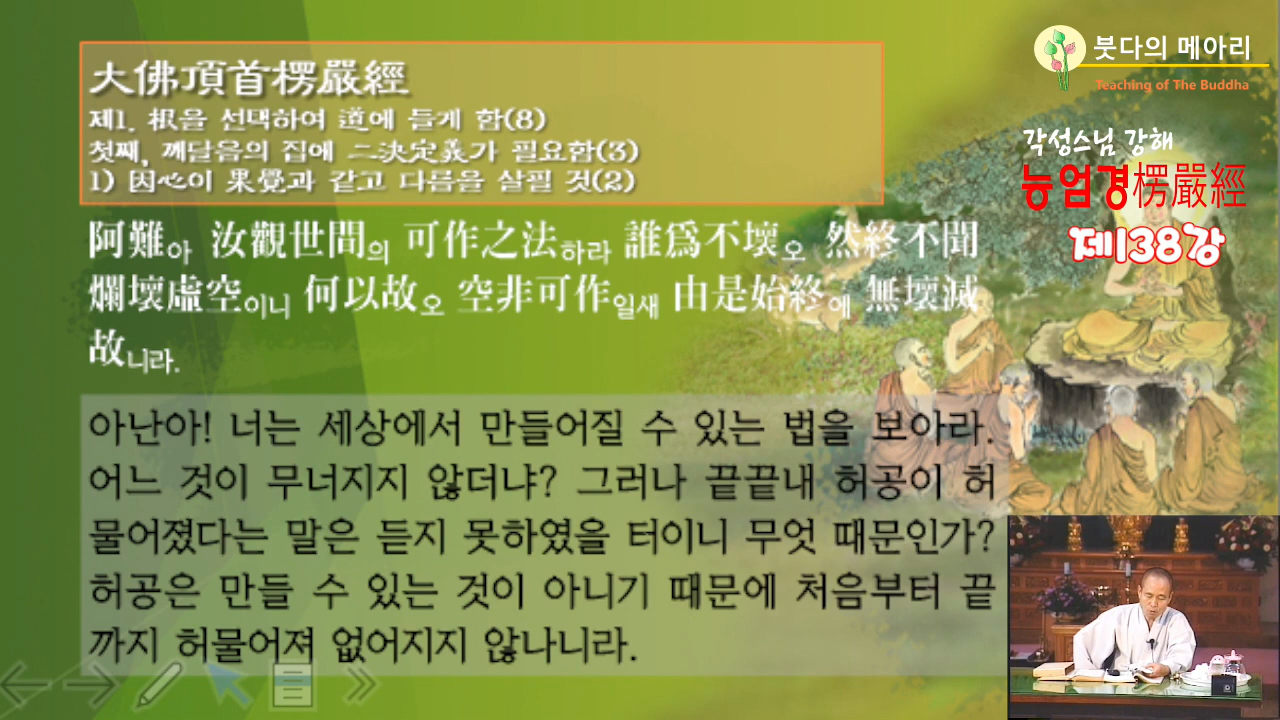 大佛頂首楞嚴經
제1. 根을 선택하여 道에 들게 함(8)
첫째, 깨달음의 집에 二決定義가 필요함(3)
1) 因心이 果覺과 같고 다름을 살필 것(2)
阿難아 汝觀世間의 可作之法하라 誰爲不壞오 然終不聞
爛壞虛空이니 何以故오 空非可作일새 由是始終에 無壞滅
故니라.
아난아! 너는 세상에서 만들어질 수 있는 법을 보아라.
어느 것이 무너지지 않더냐? 그러나 끝끝내 허공이 허
물어졌다는 말은 듣지 못하였을 터이니 무엇 때문인가?
허공은 만들 수 있는 것이 아니기 때문에 처음부터 끝
까지 허물어져 없어지지 않나니라.
붓다의 메아리
Teaching of The Buddha
각성스님 강해
능엄경楞嚴經
제138강